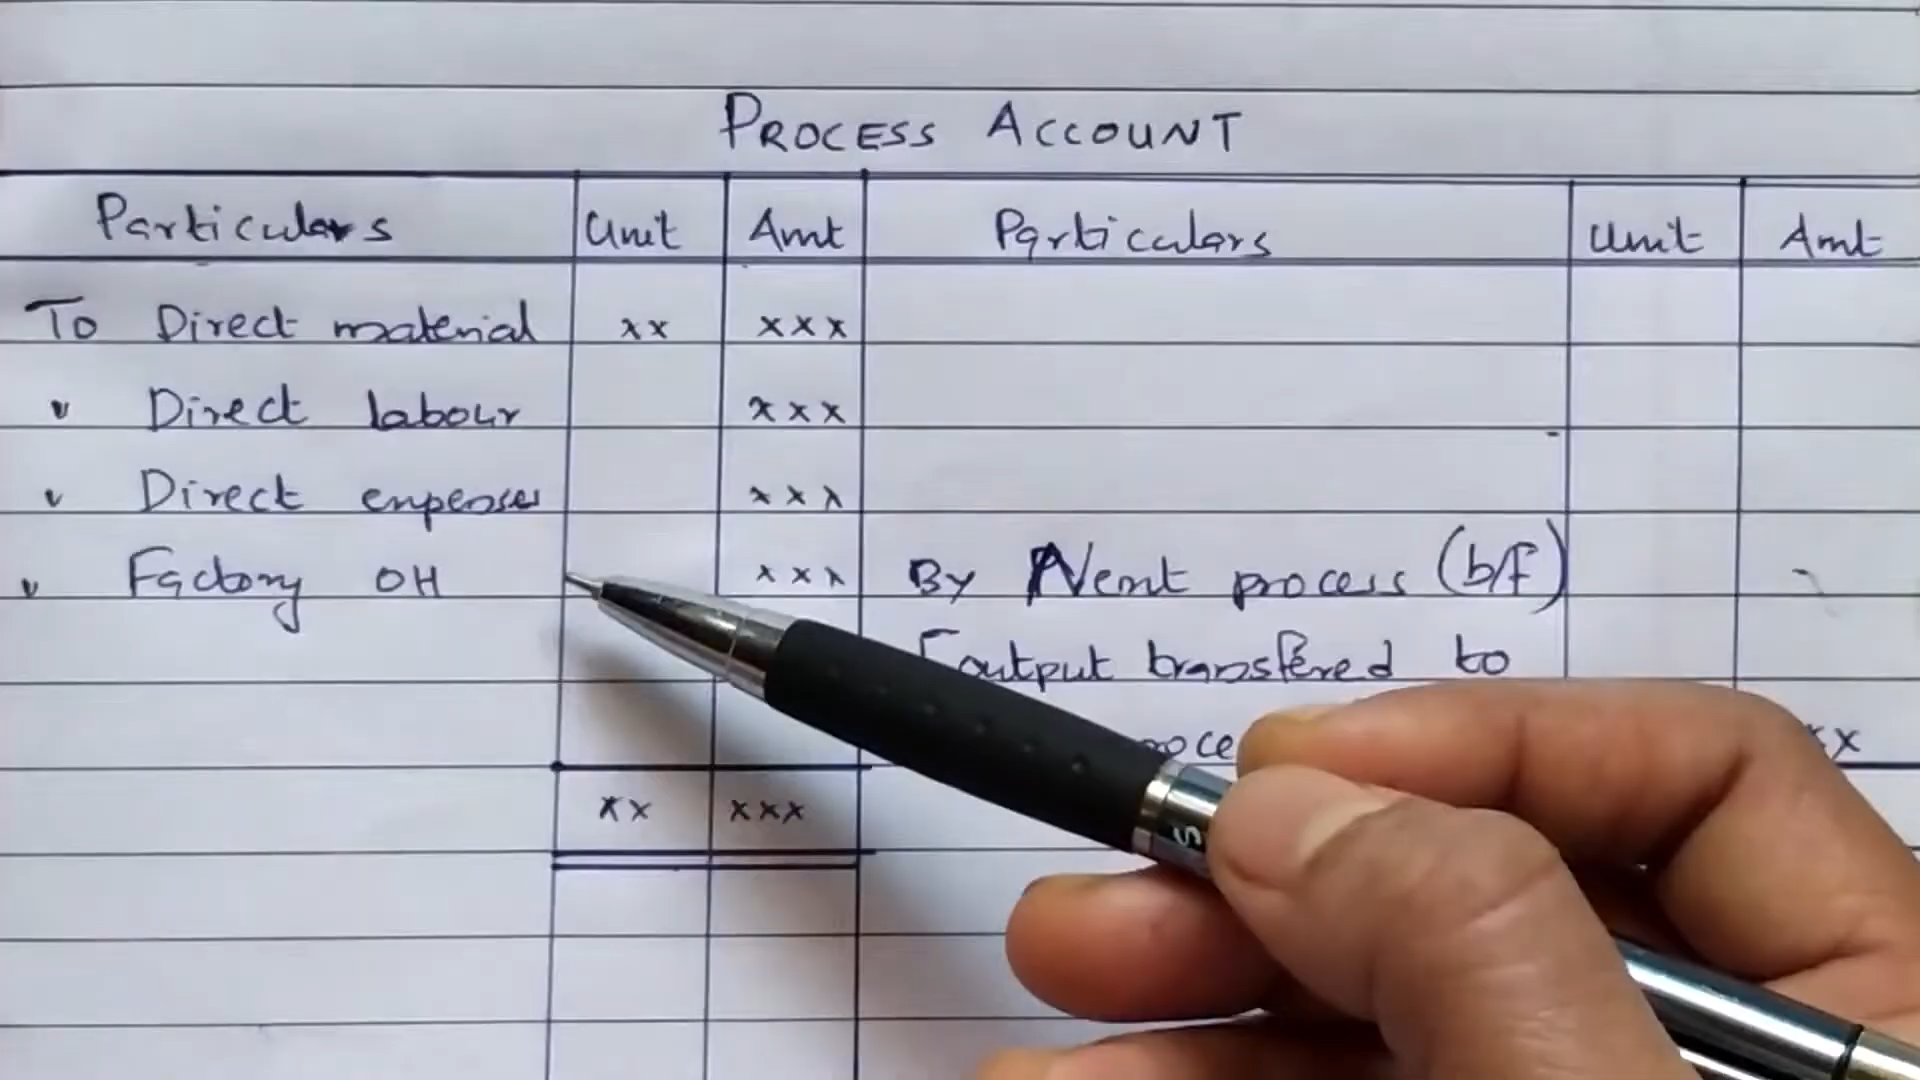 PROCESS ACCOUNT
Particulars Unit Amt Particulars Unit Amt
To Direct material xx xxx
" Direct labour xxx
" Direct expenses xxx
" Factory OH xxx By Next process (b/f)
[output transfered to
xx xxx
S